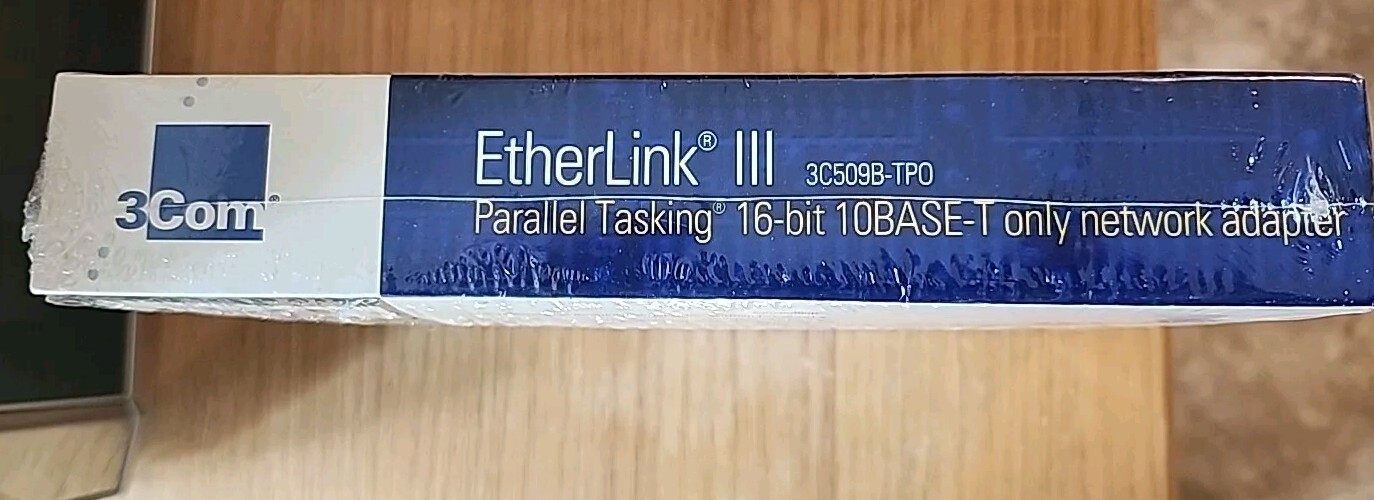 3Com®
EtherLink® III 3C509B-TPO
Parallel Tasking® 16-bit 10BASE-T only network adapter